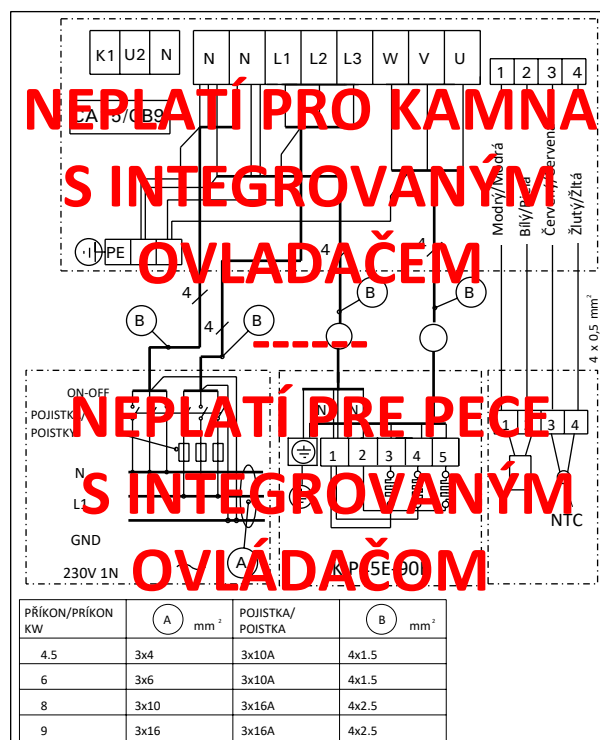 K1 U2 N
N N L1 L2 L3 W V U
1 2 3 4
NEPLATÍ PRO KAMNA
S INTEGROVANÝM
OVLADAČEM
------
NEPLATÍ PRE PECE
S INTEGROVANÝM
OVLÁDAČOM
Modrý/Modrá
Bílý/Biela
Červený/Červená
Žlutý/Žltá
PE
4
4
4
4
B
B
B
B
4 x 0,5 mm²
ON-OFF
POJISTKA/
POISTKY
N
L1
GND
230V 1N
A
N N
1 2 3 4 5
1 2 3 4
NTC
PŘÍKON/PRÍKON
KW
A mm²
POJISTKA/
POISTKA
B mm²
4.5 3x4 3x10A 4x1.5
6 3x6 3x10A 4x1.5
8 3x10 3x16A 4x2.5
9 3x16 3x16A 4x2.5